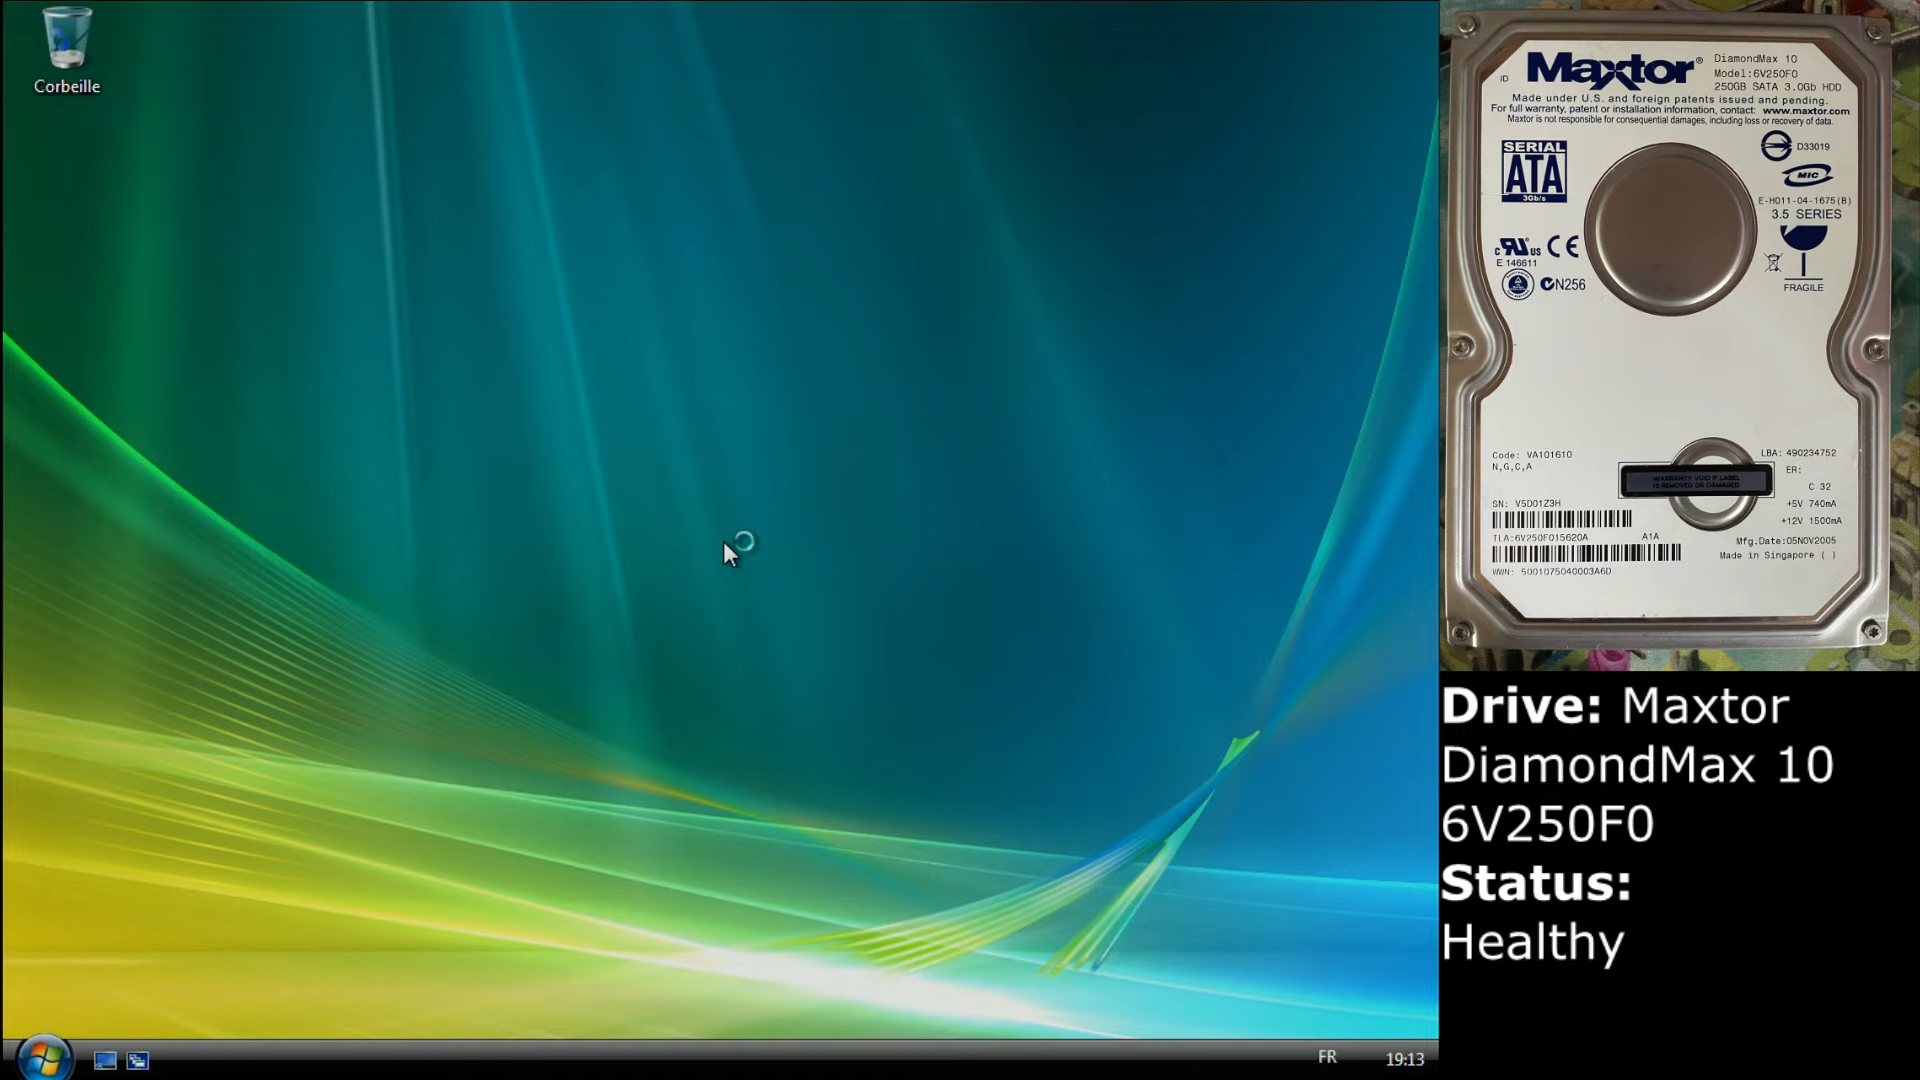 Corbeille
FR
19:13
Maxtor®
ID
DiamondMax 10
Model:6V250F0
250GB SATA 3.0Gb HDD
Made under U.S. and foreign patents issued and pending.
For full warranty, patent or installation information, contact: www.maxtor.com
Maxtor is not responsible for consequential damages, including loss or recovery of data.
SERIAL
ATA
3Gb/s
D33019
MIC
E-H011-04-1675(B)
3.5 SERIES
c RU® US CE
E 146611
N256
FRAGILE
Code: VA101610
N,G,C,A
LBA: 490234752
ER:
C 32
WARRANTY VOID IF LABEL
IS REMOVED OR DAMAGED
SN: V5D01Z3H
+5V 740mA
+12V 1500mA
TLA:6V250F015620A
A1A
Mfg.Date:05NOV2005
Made in Singapore ( )
WWN: 5001075040003A6D
Drive: Maxtor
DiamondMax 10
6V250F0
Status:
Healthy